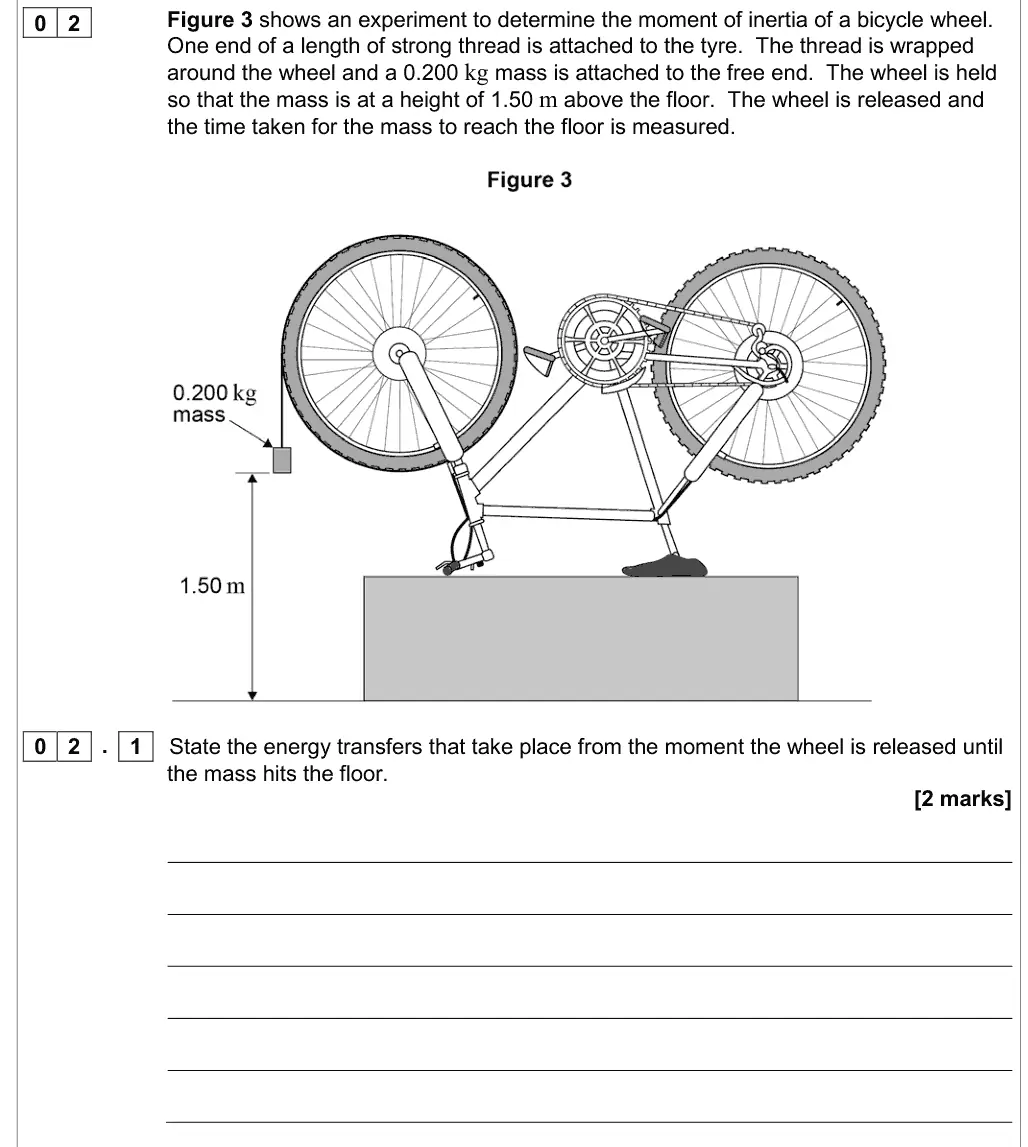 0 2 Figure 3 shows an experiment to determine the moment of inertia of a bicycle wheel.
One end of a length of strong thread is attached to the tyre. The thread is wrapped
around the wheel and a 0.200 kg mass is attached to the free end. The wheel is held
so that the mass is at a height of 1.50 m above the floor. The wheel is released and
the time taken for the mass to reach the floor is measured.
Figure 3
0.200 kg
mass
1.50 m
0 2 . 1 State the energy transfers that take place from the moment the wheel is released until
the mass hits the floor.
[2 marks]